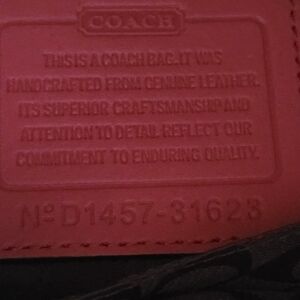 COACH
THIS IS A COACH BAG. IT WAS
HANDCRAFTED FROM GENUINE LEATHER.
ITS SUPERIOR CRAFTSMANSHIP AND
ATTENTION TO DETAIL REFLECT OUR
COMMITMENT TO ENDURING QUALITY.
Nº D1457-31623